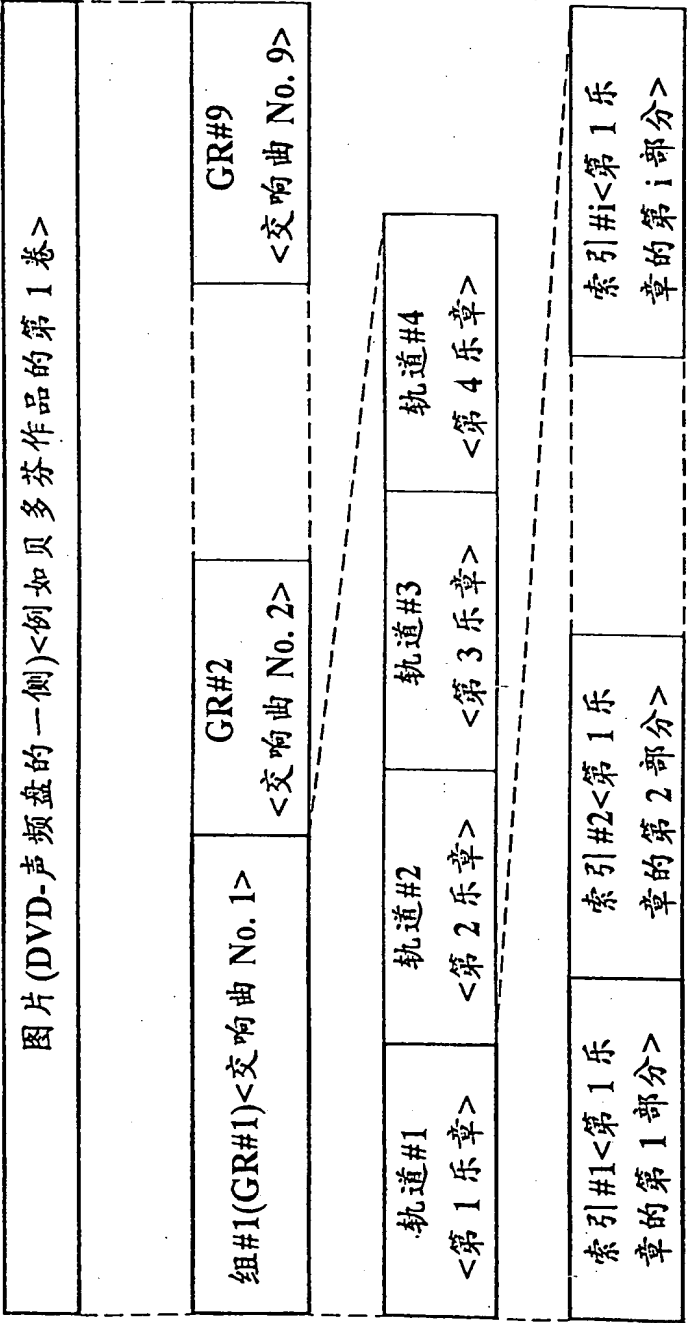 图片(DVD-声频盘的一侧)<例如贝多芬作品的第 1 卷>
组#1(GR#1)<交响曲 No. 1>
GR#2
<交响曲 No. 2>
GR#9
<交响曲 No. 9>
轨道#1
<第 1 乐章>
轨道#2
<第 2 乐章>
轨道#3
<第 3 乐章>
轨道#4
<第 4 乐章>
索引#1<第 1 乐
章的第 1 部分>
索引#2<第 1 乐
章的第 2 部分>
索引#i<第 1 乐
章的第 i 部分>